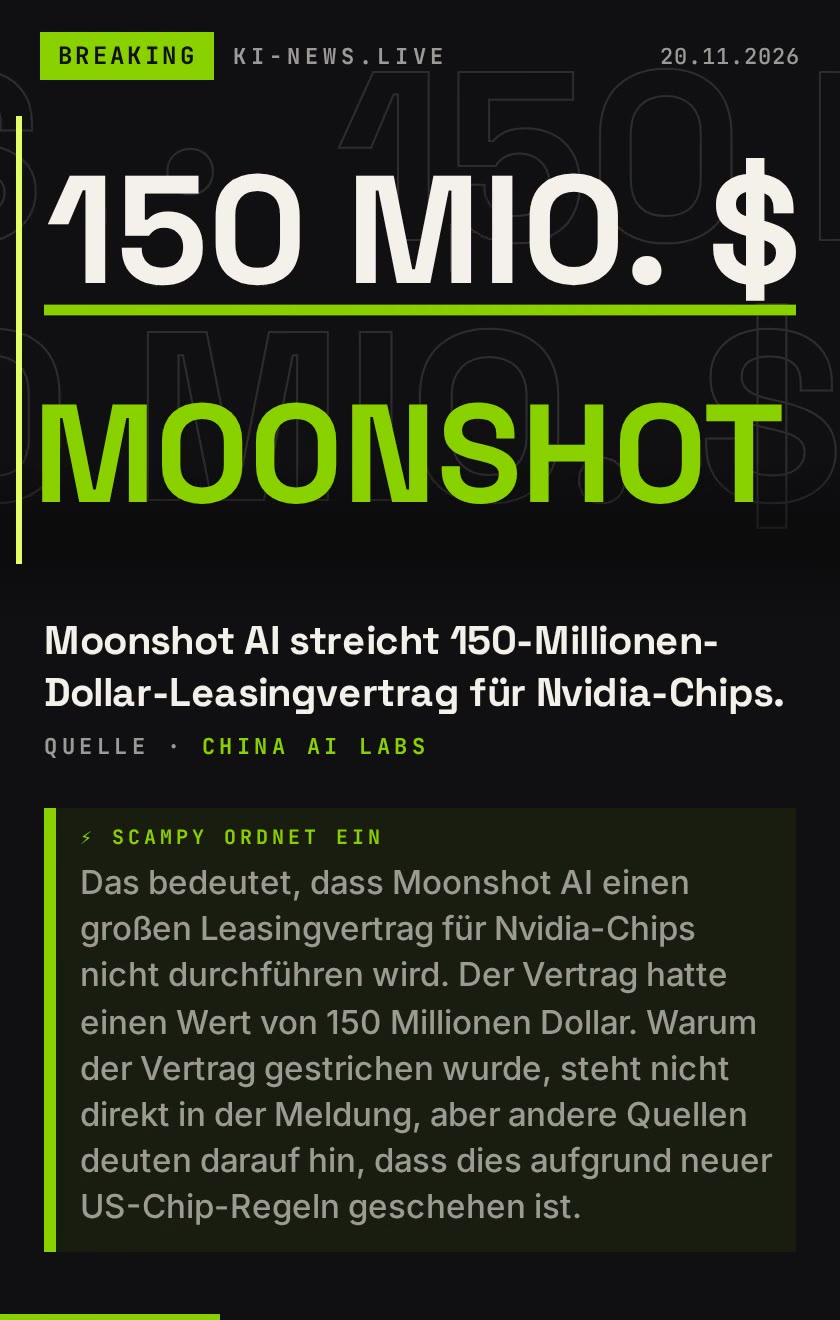 BREAKING KI-NEWS.LIVE 20.11.2026
150 MIO. $
MOONSHOT
Moonshot AI streicht 150-Millionen-
Dollar-Leasingvertrag für Nvidia-Chips.
QUELLE · CHINA AI LABS
⚡ SCAMPY ORDNET EIN
Das bedeutet, dass Moonshot AI einen
großen Leasingvertrag für Nvidia-Chips
nicht durchführen wird. Der Vertrag hatte
einen Wert von 150 Millionen Dollar. Warum
der Vertrag gestrichen wurde, steht nicht
direkt in der Meldung, aber andere Quellen
deuten darauf hin, dass dies aufgrund neuer
US-Chip-Regeln geschehen ist.